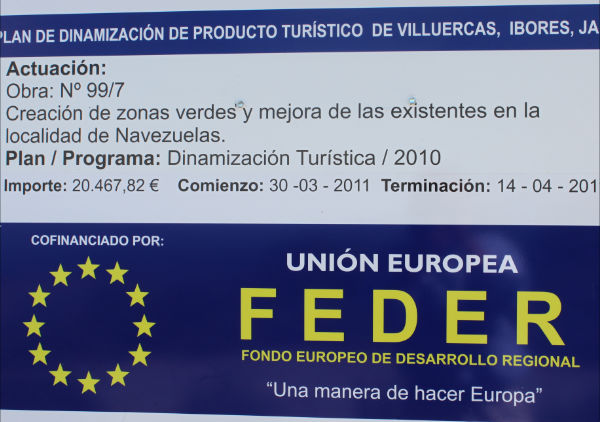 PLAN DE DINAMIZACIÓN DE PRODUCTO TURÍSTICO DE VILLUERCAS, IBORES, JA
Actuación:
Obra: Nº 99/7
Creación de zonas verdes y mejora de las existentes en la
localidad de Navezuelas.
Plan / Programa: Dinamización Turística / 2010
Importe: 20.467,82 € Comienzo: 30 -03 - 2011 Terminación: 14 - 04 - 201
COFINANCIADO POR:
UNIÓN EUROPEA
FEDER
FONDO EUROPEO DE DESARROLLO REGIONAL
“Una manera de hacer Europa”